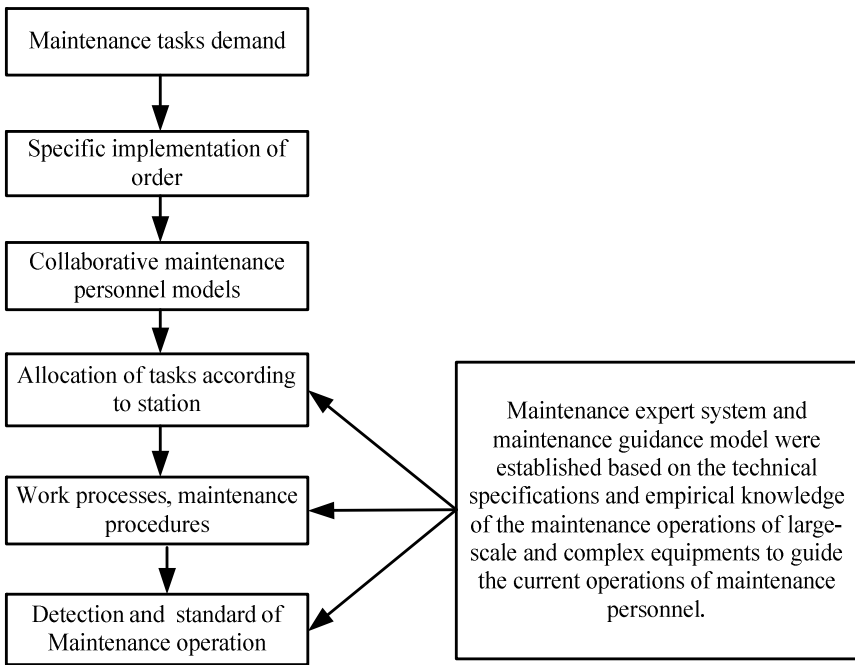 Maintenance tasks demand
Specific implementation of
order
Collaborative maintenance
personnel models
Allocation of tasks according
to station
Work processes, maintenance
procedures
Detection and standard of
Maintenance operation
Maintenance expert system and
maintenance guidance model were
established based on the technical
specifications and empirical knowledge
of the maintenance operations of large-
scale and complex equipments to guide
the current operations of maintenance
personnel.